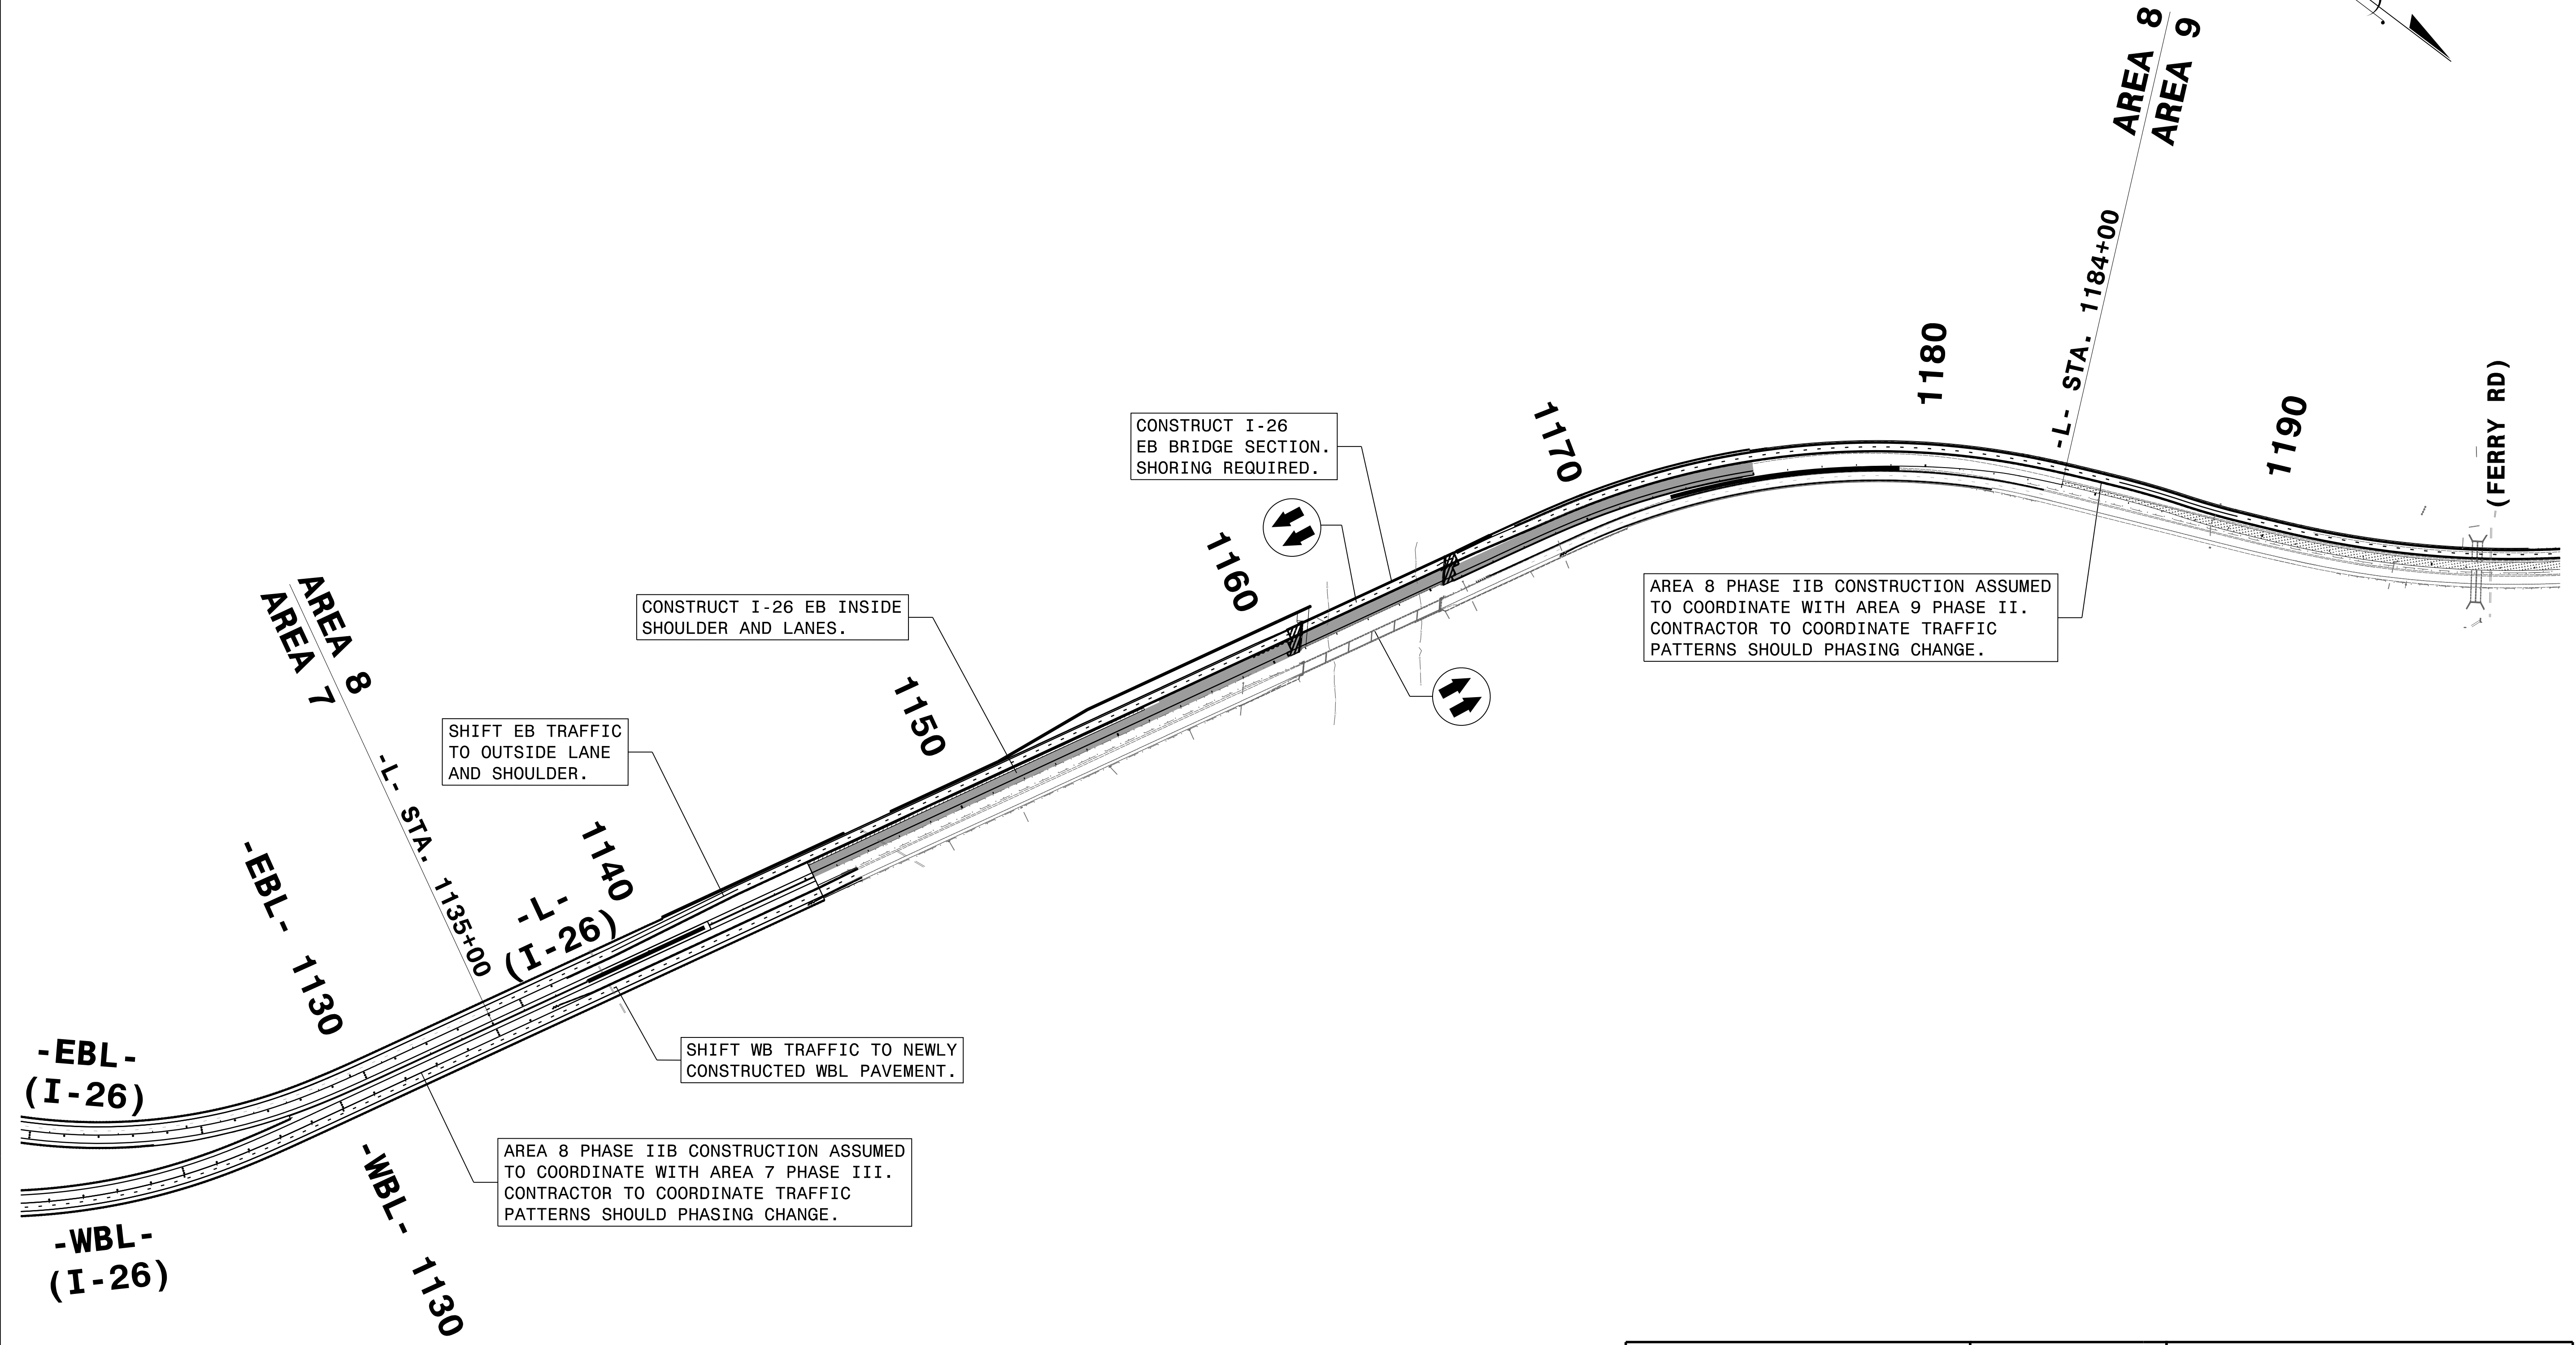 AREA 8
AREA 9
-L- STA. 1184+00
1180
1190
(FERRY RD)
1170
CONSTRUCT I-26
EB BRIDGE SECTION.
SHORING REQUIRED.
1160
AREA 8 PHASE IIB CONSTRUCTION ASSUMED
TO COORDINATE WITH AREA 9 PHASE II.
CONTRACTOR TO COORDINATE TRAFFIC
PATTERNS SHOULD PHASING CHANGE.
CONSTRUCT I-26 EB INSIDE
SHOULDER AND LANES.
1150
AREA 8
AREA 7
-L- STA. 1135+00
SHIFT EB TRAFFIC
TO OUTSIDE LANE
AND SHOULDER.
1140
-L-
(I-26)
-EBL- 1130
-EBL-
(I-26)
SHIFT WB TRAFFIC TO NEWLY
CONSTRUCTED WBL PAVEMENT.
AREA 8 PHASE IIB CONSTRUCTION ASSUMED
TO COORDINATE WITH AREA 7 PHASE III.
CONTRACTOR TO COORDINATE TRAFFIC
PATTERNS SHOULD PHASING CHANGE.
-WBL- 1130
-WBL-
(I-26)